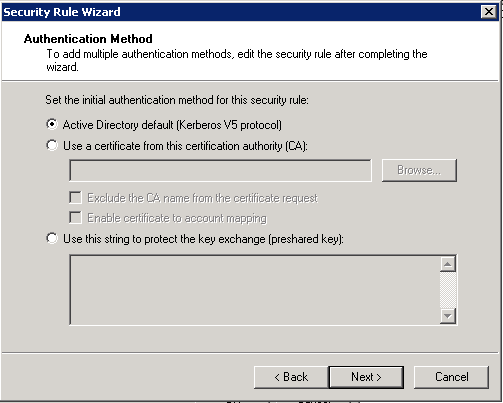 Security Rule Wizard
Authentication Method
To add multiple authentication methods, edit the security rule after completing the
wizard.
Set the initial authentication method for this security rule:
Active Directory default (Kerberos V5 protocol)
Use a certificate from this certification authority (CA):
Browse...
Exclude the CA name from the certificate request
Enable certificate to account mapping
Use this string to protect the key exchange (preshared key):
< Back
Next >
Cancel